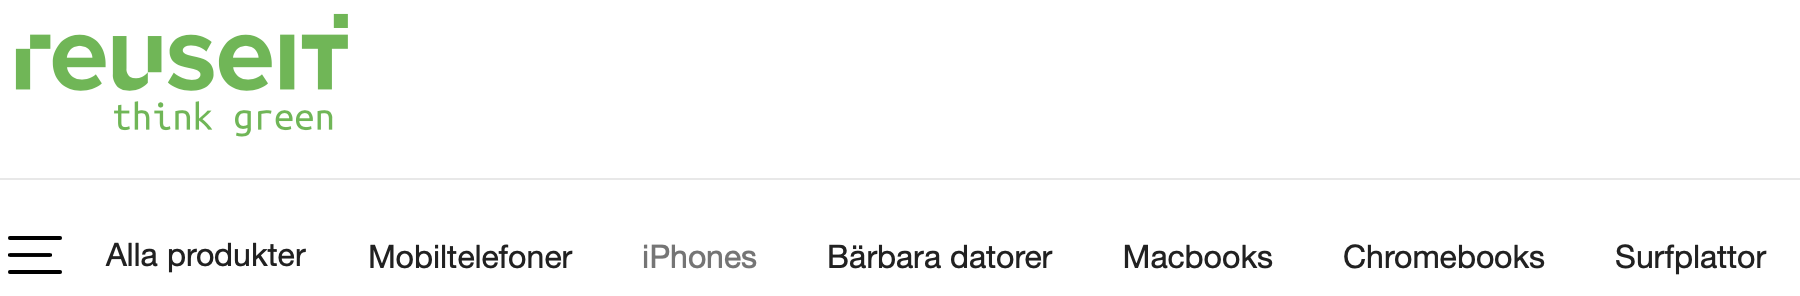 reuseIT
think green
Alla produkter Mobiltelefoner iPhones Bärbara datorer Macbooks Chromebooks Surfplattor